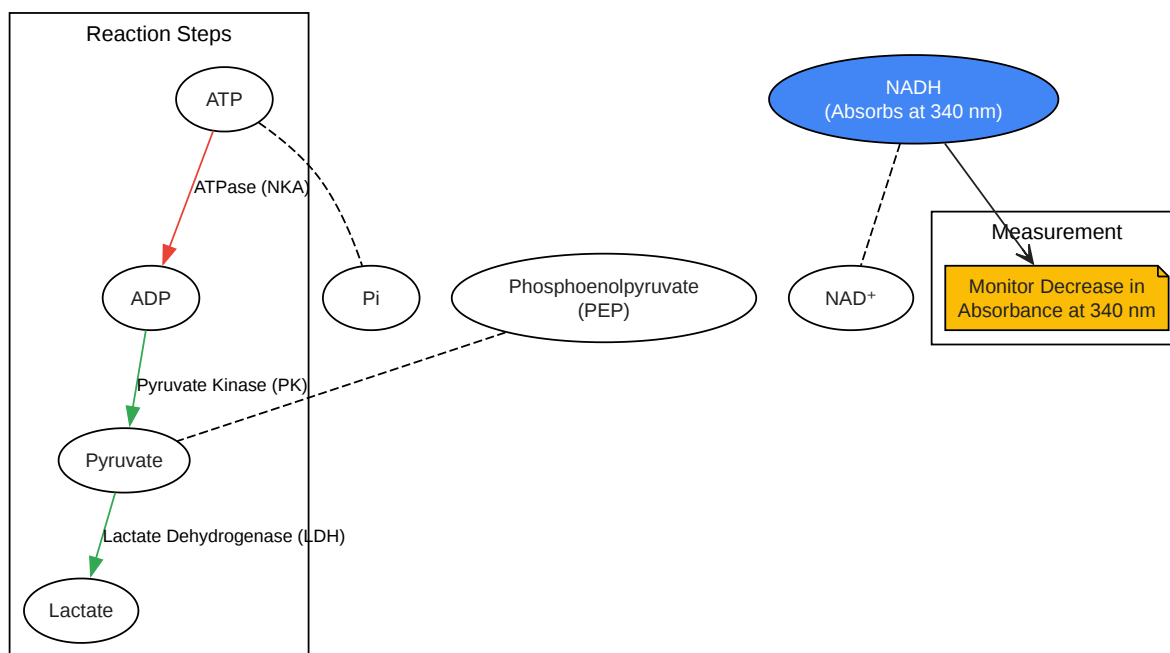 Reaction Steps
ATP
NADH
(Absorbs at 340 nm)
ATPase (NKA)
Measurement
ADP
Pi
Phosphoenolpyruvate
(PEP)
NAD⁺
Monitor Decrease in
Absorbance at 340 nm
Pyruvate Kinase (PK)
Pyruvate
Lactate Dehydrogenase (LDH)
Lactate